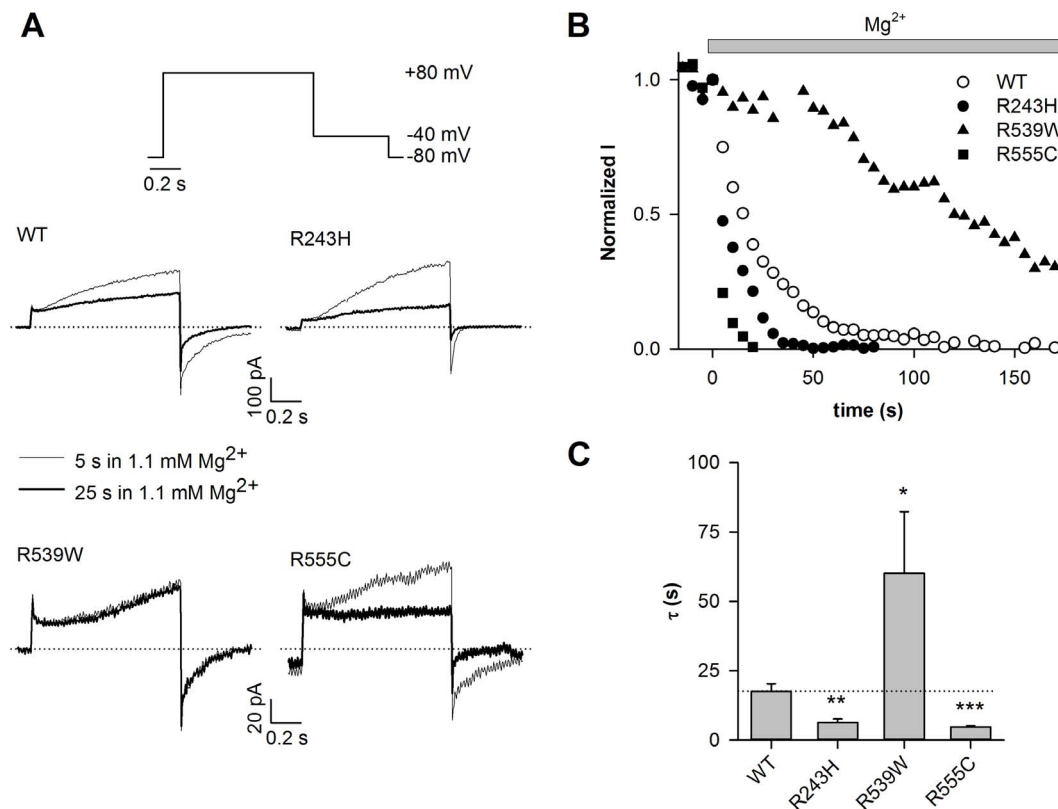 A
+80 mV
-40 mV
-80 mV
0.2 s
WT
R243H
100 pA
0.2 s
5 s in 1.1 mM Mg2+
25 s in 1.1 mM Mg2+
R539W
R555C
20 pA
0.2 s
B
Mg2+
Normalized I
1.0
0.5
0.0
WT
R243H
R539W
R555C
0
50
100
150
time (s)
C
τ (s)
100
75
50
25
0
*
**
***
WT
R243H
R539W
R555C